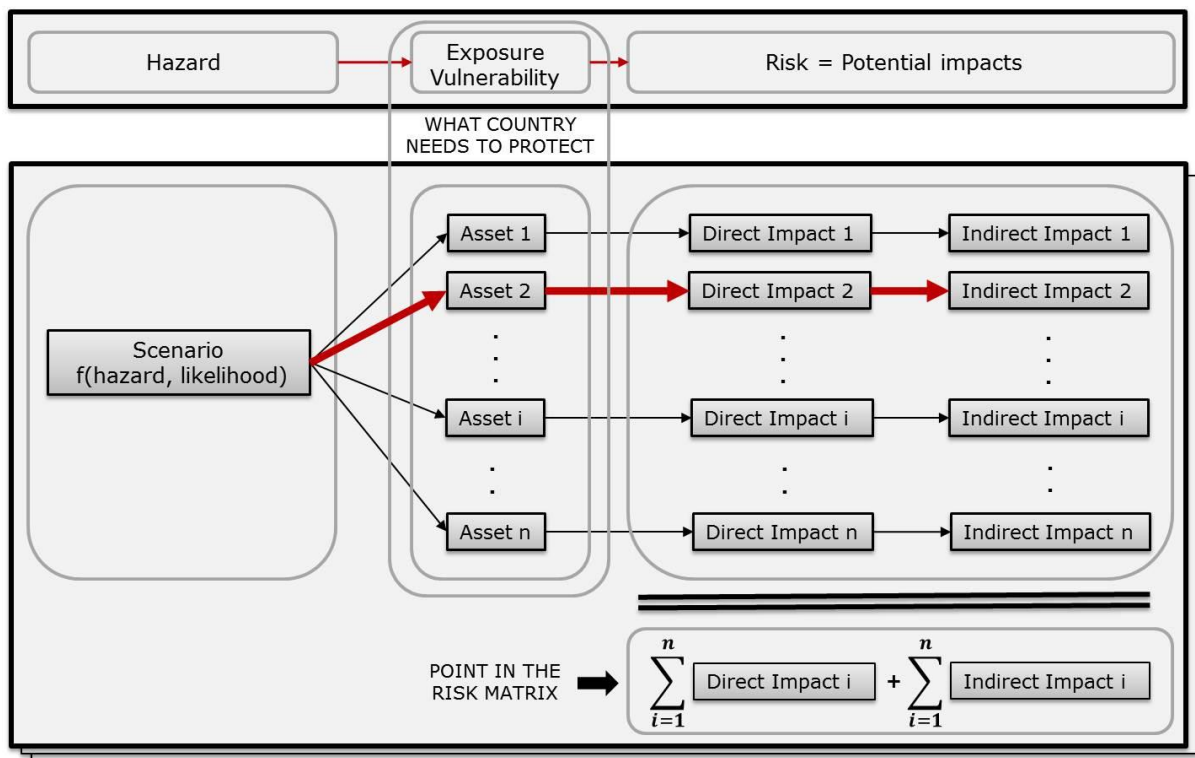 Hazard
Exposure
Vulnerability
Risk = Potential impacts
WHAT COUNTRY
NEEDS TO PROTECT
Scenario
f(hazard, likelihood)
Asset 1
Direct Impact 1
Indirect Impact 1
Asset 2
Direct Impact 2
Indirect Impact 2
. . .
. . .
. . .
Asset i
Direct Impact i
Indirect Impact i
. .
. .
. .
Asset n
Direct Impact n
Indirect Impact n
POINT IN THE
RISK MATRIX
n
∑ Direct Impact i
i=1
+
n
∑ Indirect Impact i
i=1